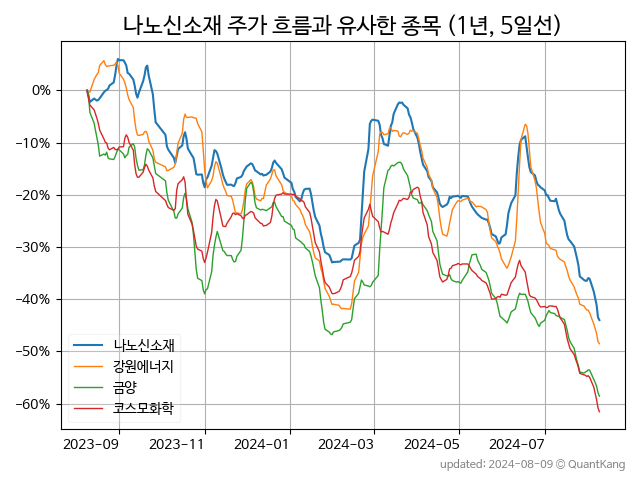 나노신소재 주가 흐름과 유사한 종목 (1년, 5일선)
0%
-10%
-20%
-30%
-40%
-50%
-60%
나노신소재
강원에너지
금양
코스모화학
2023-09 2023-11 2024-01 2024-03 2024-05 2024-07
updated: 2024-08-09 © QuantKang